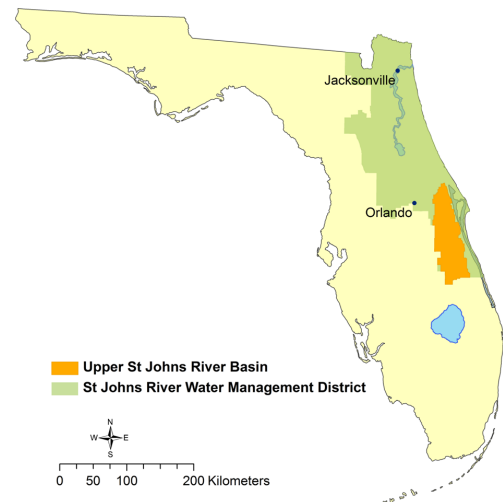 Jacksonville
Orlando
Upper St Johns River Basin
St Johns River Water Management District
N
W E
S
0 50 100 200 Kilometers